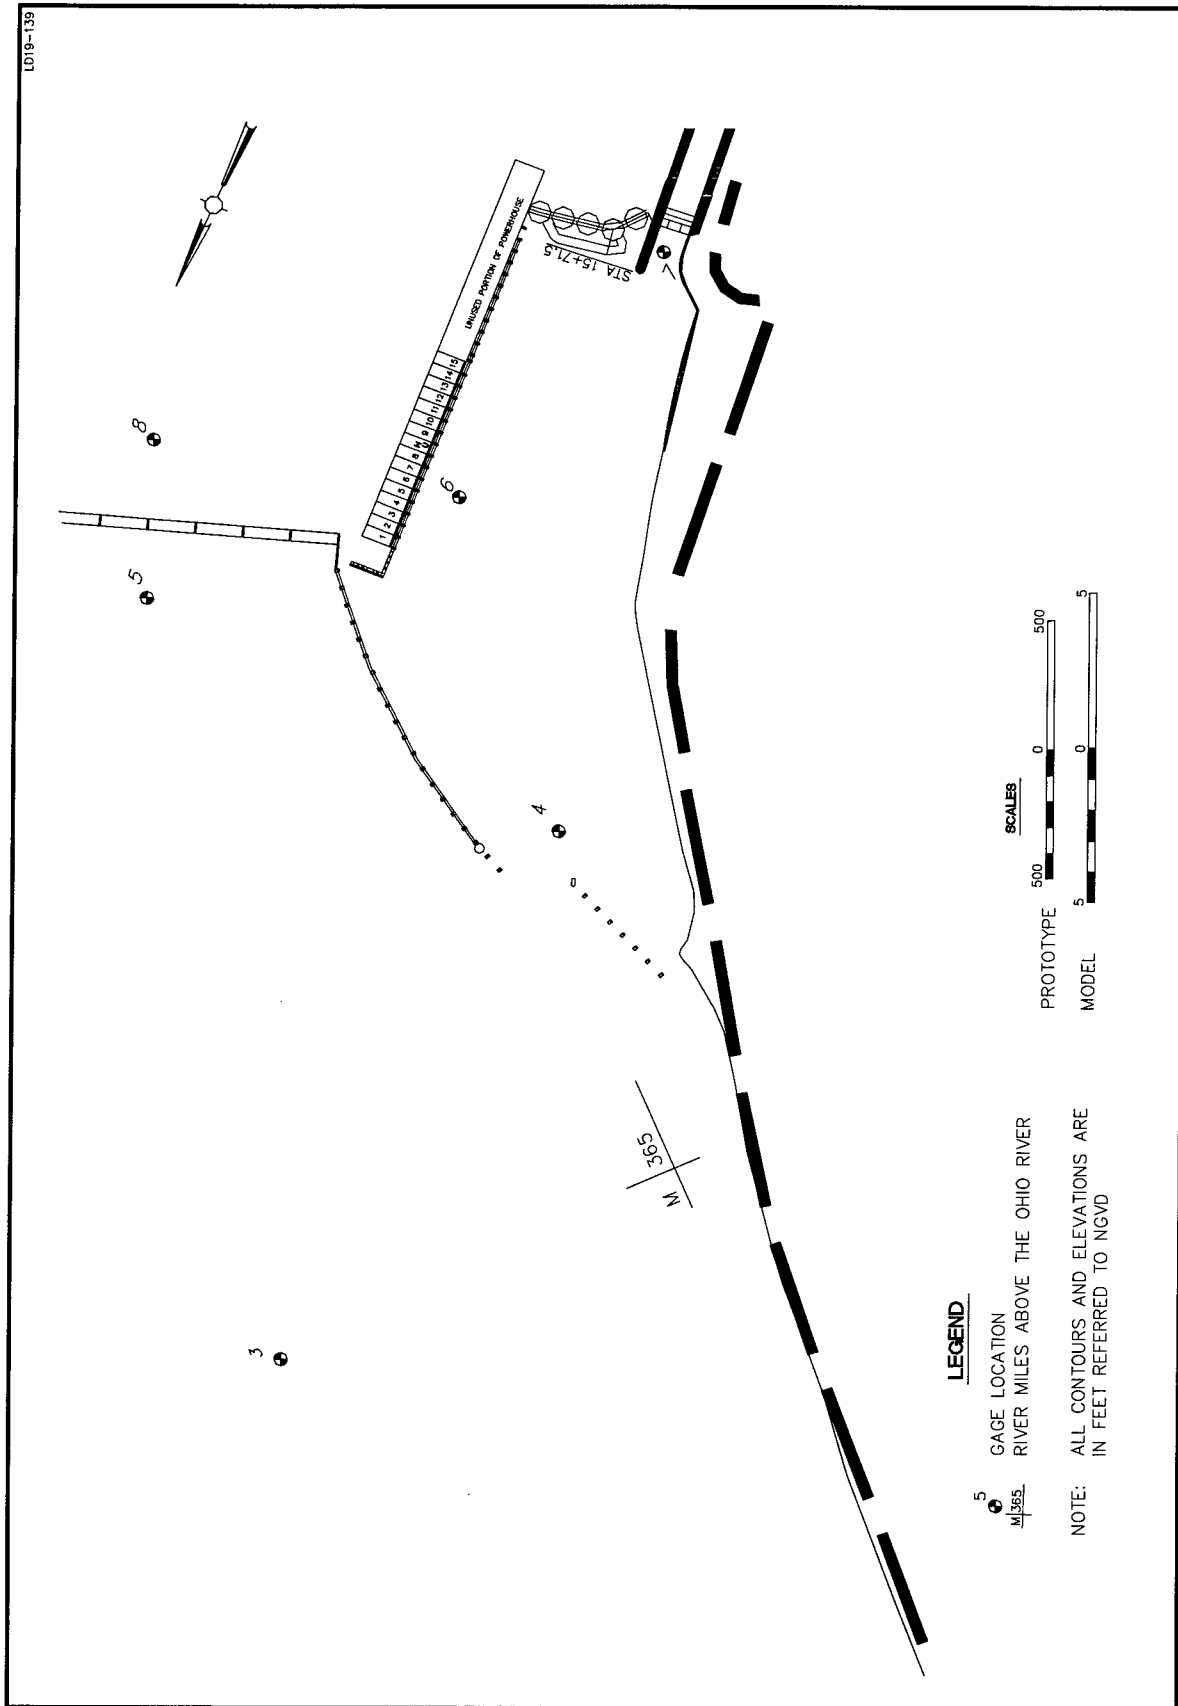 LD19-139
8
5
UNUSED PORTION OF POWERHOUSE
1 2 3 4 5 6 7 8 9 10 11 12 13 14 15
6
STA 15+71.5
7
4
3
M 365
LEGEND
5
GAGE LOCATION
M 365
RIVER MILES ABOVE THE OHIO RIVER
NOTE: ALL CONTOURS AND ELEVATIONS ARE
IN FEET REFERRED TO NGVD
SCALES
PROTOTYPE 500 0 500
MODEL 5 0 5